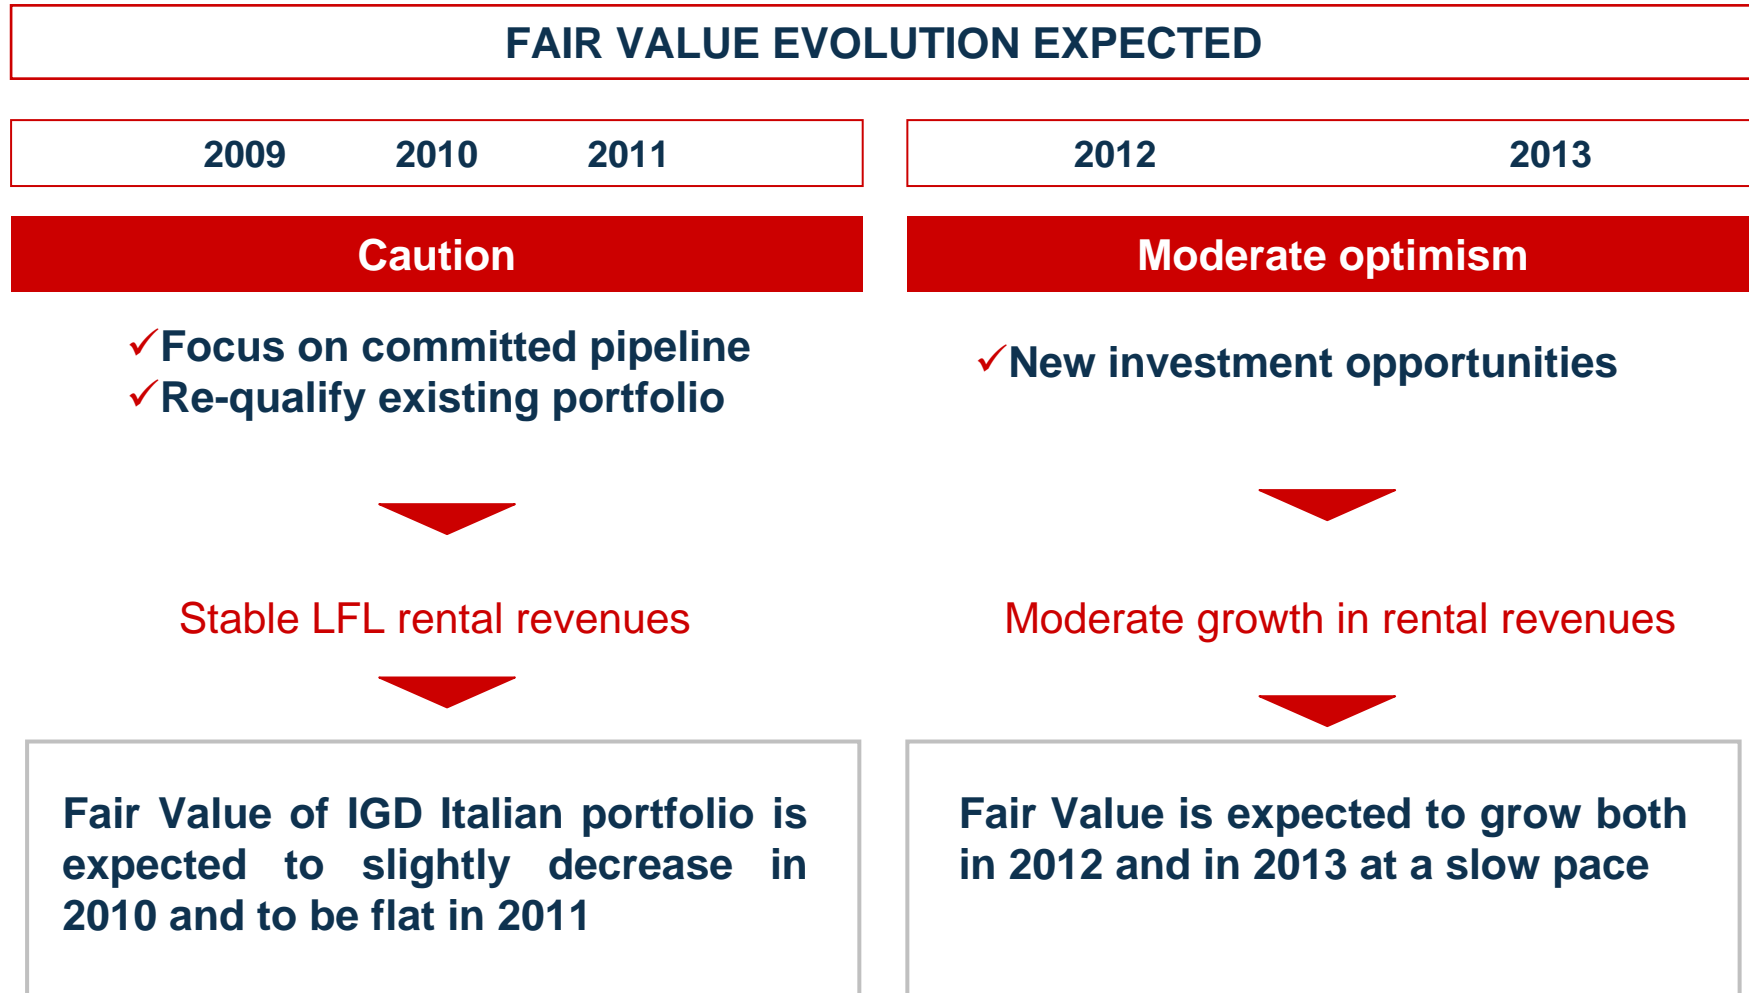 FAIR VALUE EVOLUTION EXPECTED
2009 2010 2011
Caution
✓Focus on committed pipeline
✓Re-qualify existing portfolio
Stable LFL rental revenues
Fair Value of IGD Italian portfolio is
expected to slightly decrease in
2010 and to be flat in 2011
2012 2013
Moderate optimism
✓New investment opportunities
Moderate growth in rental revenues
Fair Value is expected to grow both
in 2012 and in 2013 at a slow pace